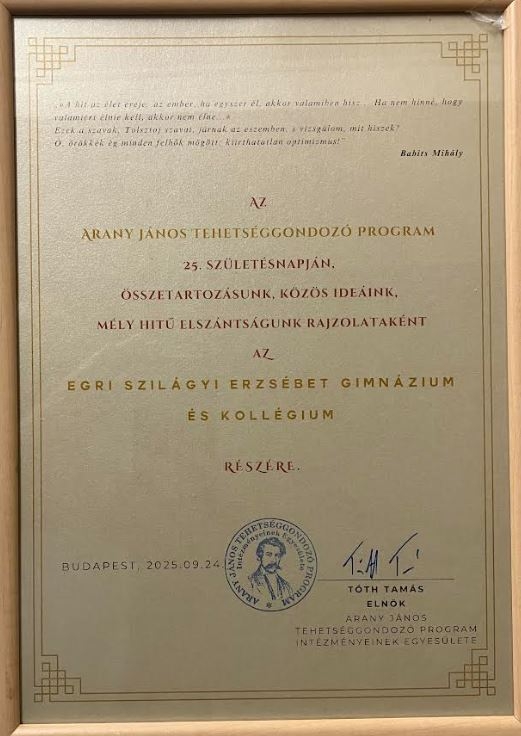 „«A hit az élet ereje; az ember, ha egyszer él, akkor valamiben hisz... Ha nem hinné, hogy
valamiért élnie kell, akkor nem élne...»
Ezek a szavak, Tolsztoj szavai, járnak az eszemben, s vizsgálom, mit hiszek?
Ó, örökkék ég minden felhők mögött; kiirthatatlan optimizmus!”
Babits Mihály
AZ
ARANY JÁNOS TEHETSÉGGONDOZÓ PROGRAM
25. SZÜLETÉSNAPJÁN,
ÖSSZETARTOZÁSUNK, KÖZÖS IDEÁINK,
MÉLY HITŰ ELSZÁNTSÁGUNK RAJZOLATAKÉNT
AZ
EGRI SZILÁGYI ERZSÉBET GIMNÁZIUM
ÉS KOLLÉGIUM
RÉSZÉRE.
BUDAPEST, 2025.09.24.
ARANY JÁNOS TEHETSÉGGONDOZÓ PROGRAM
Intézményeinek Egyesülete
TÓTH TAMÁS
ELNÖK
ARANY JÁNOS
TEHETSÉGGONDOZÓ PROGRAM
INTÉZMÉNYEINEK EGYESÜLETE